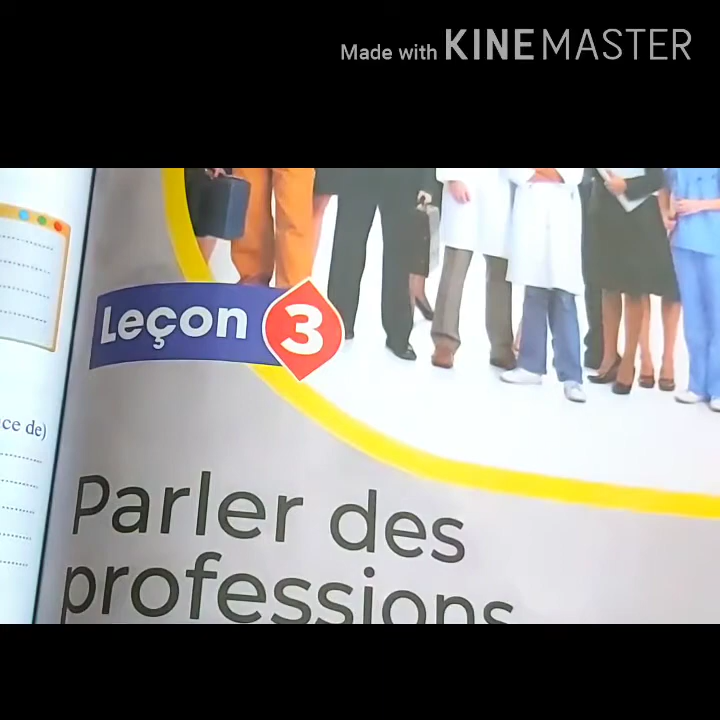 Made with KINEMASTER
Leçon 3
ce de)
Parler des
professions